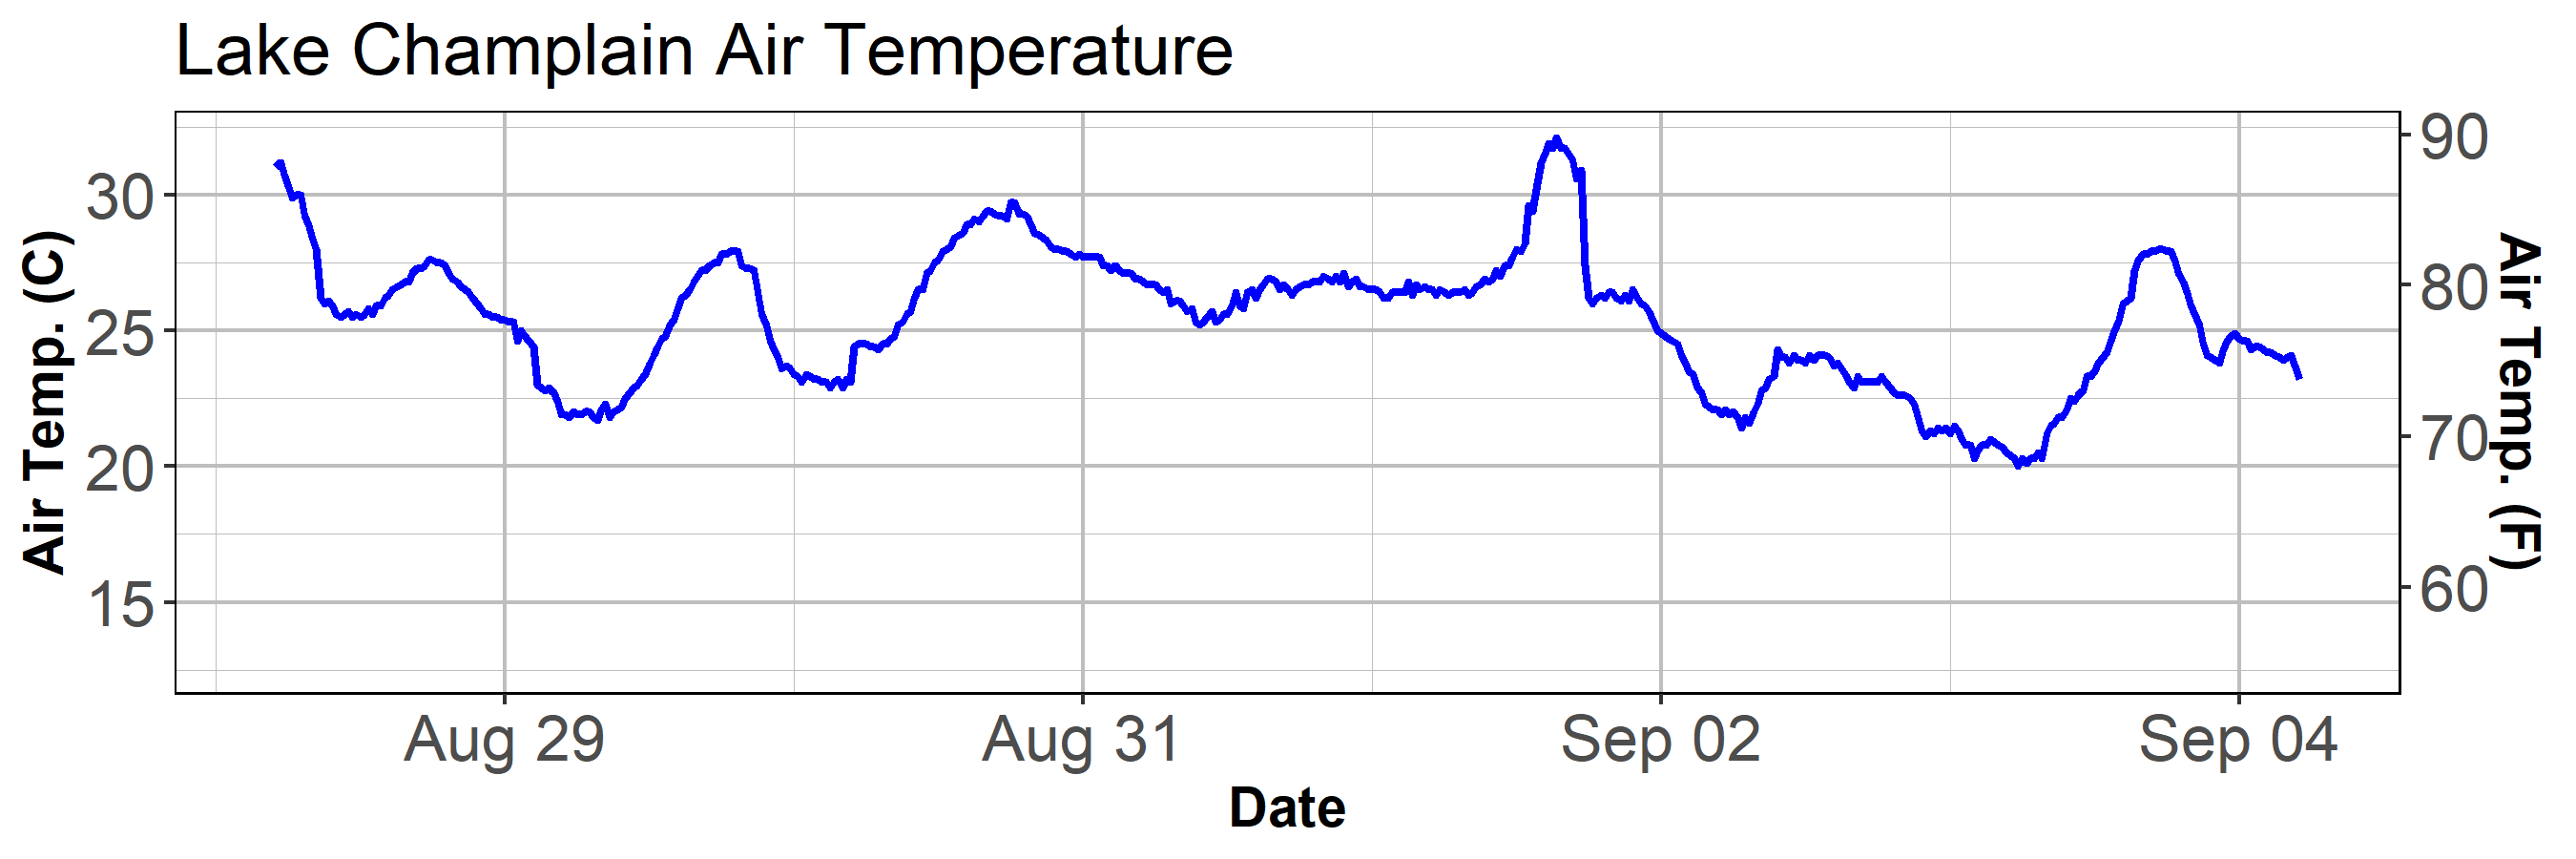 Lake Champlain Air Temperature
Air Temp. (C)
30
25
20
15
90
80
70
60
Air Temp. (F)
Aug 29
Aug 31
Sep 02
Sep 04
Date